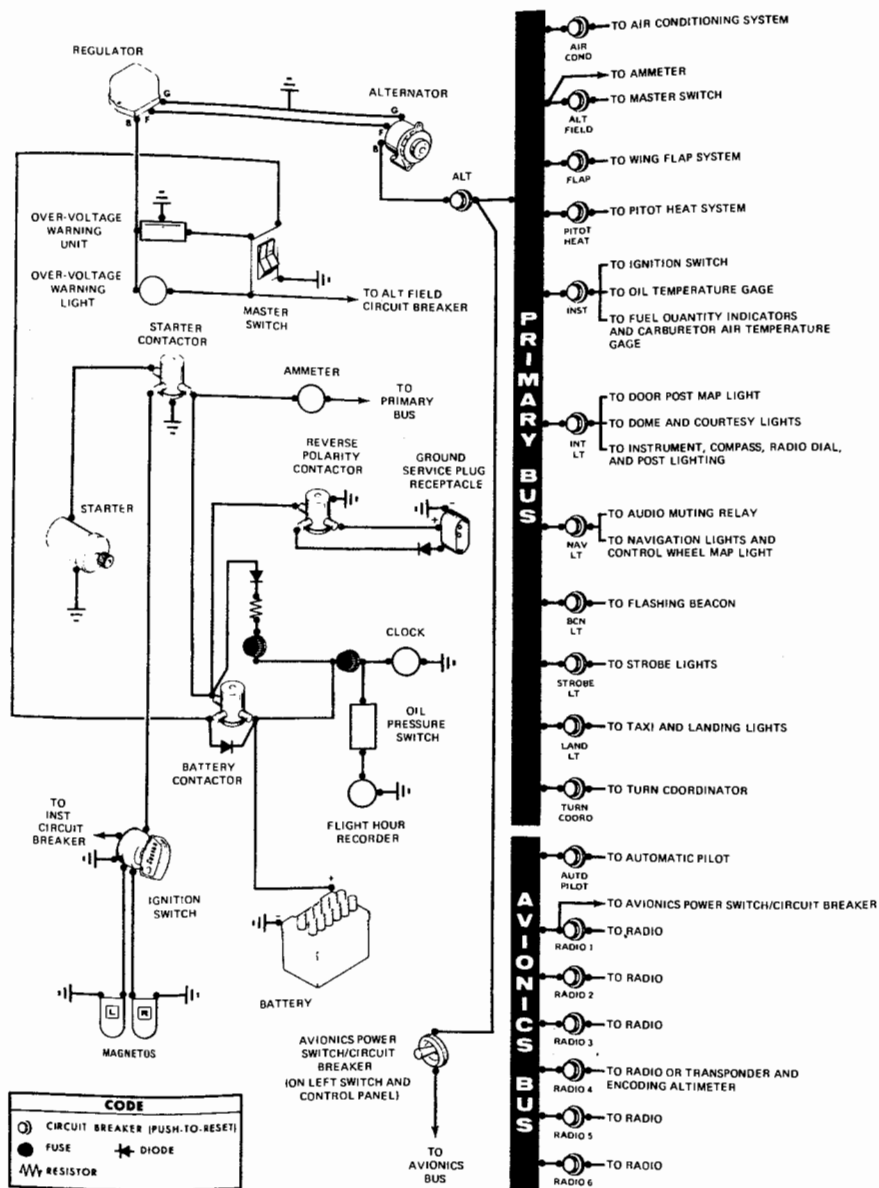 REGULATOR
G
F
B
ALTERNATOR
G
F
B
ALT
OVER-VOLTAGE
WARNING
UNIT
OVER-VOLTAGE
WARNING
LIGHT
MASTER
SWITCH
TO ALT FIELD
CIRCUIT BREAKER
STARTER
CONTACTOR
AMMETER
TO
PRIMARY
BUS
REVERSE
POLARITY
CONTACTOR
GROUND
SERVICE PLUG
RECEPTACLE
-
+
STARTER
CLOCK
OIL
PRESSURE
SWITCH
BATTERY
CONTACTOR
FLIGHT HOUR
RECORDER
TO
INST
CIRCUIT
BREAKER
IGNITION
SWITCH
L
R
MAGNETOS
+
-
BATTERY
AVIONICS POWER
SWITCH/CIRCUIT
BREAKER
(ON LEFT SWITCH AND
CONTROL PANEL)
TO
AVIONICS
BUS
CODE
CIRCUIT BREAKER (PUSH-TO-RESET)
FUSE
DIODE
RESISTOR
PRIMARY BUS
AIR
COND
TO AIR CONDITIONING SYSTEM
TO AMMETER
ALT
FIELD
TO MASTER SWITCH
FLAP
TO WING FLAP SYSTEM
PITOT
HEAT
TO PITOT HEAT SYSTEM
INST
TO IGNITION SWITCH
TO OIL TEMPERATURE GAGE
TO FUEL QUANTITY INDICATORS
AND CARBURETOR AIR TEMPERATURE
GAGE
INT
LT
TO DOOR POST MAP LIGHT
TO DOME AND COURTESY LIGHTS
TO INSTRUMENT, COMPASS, RADIO DIAL,
AND POST LIGHTING
NAV
LT
TO AUDIO MUTING RELAY
TO NAVIGATION LIGHTS AND
CONTROL WHEEL MAP LIGHT
BCN
LT
TO FLASHING BEACON
STROBE
LT
TO STROBE LIGHTS
LAND
LT
TO TAXI AND LANDING LIGHTS
TURN
COORD
TO TURN COORDINATOR
AVIONICS BUS
AUTO
PILOT
TO AUTOMATIC PILOT
TO AVIONICS POWER SWITCH/CIRCUIT BREAKER
RADIO 1
TO RADIO
RADIO 2
TO RADIO
RADIO 3
TO RADIO
RADIO 4
TO RADIO OR TRANSPONDER AND
ENCODING ALTIMETER
RADIO 5
TO RADIO
RADIO 6
TO RADIO